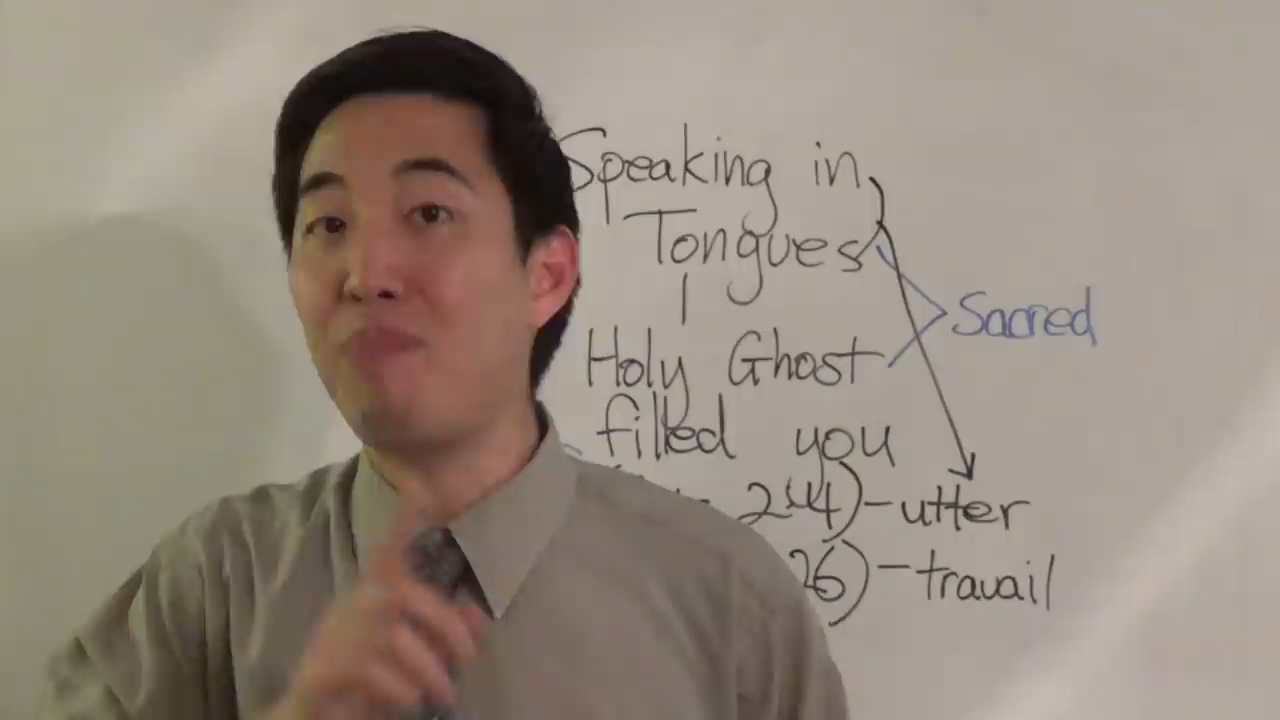 Speaking in
Tongues
Sacred
Holy Ghost
filled you
2:4) - utter
26) - travail